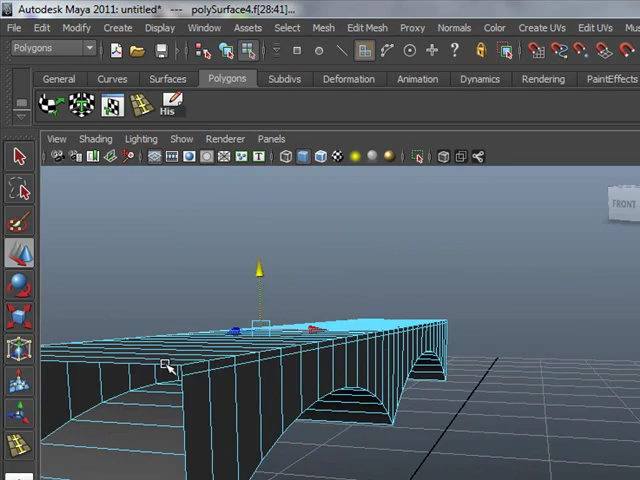 Autodesk Maya 2011: untitled* --- polySurface4.f[28:41]...
File Edit Modify Create Display Window Assets Select Mesh Edit Mesh Proxy Normals Color Create UVs Edit UVs
Polygons
General Curves Surfaces Polygons Subdivs Deformation Animation Dynamics Rendering PaintEffects
His
View Shading Lighting Show Renderer Panels
FRONT